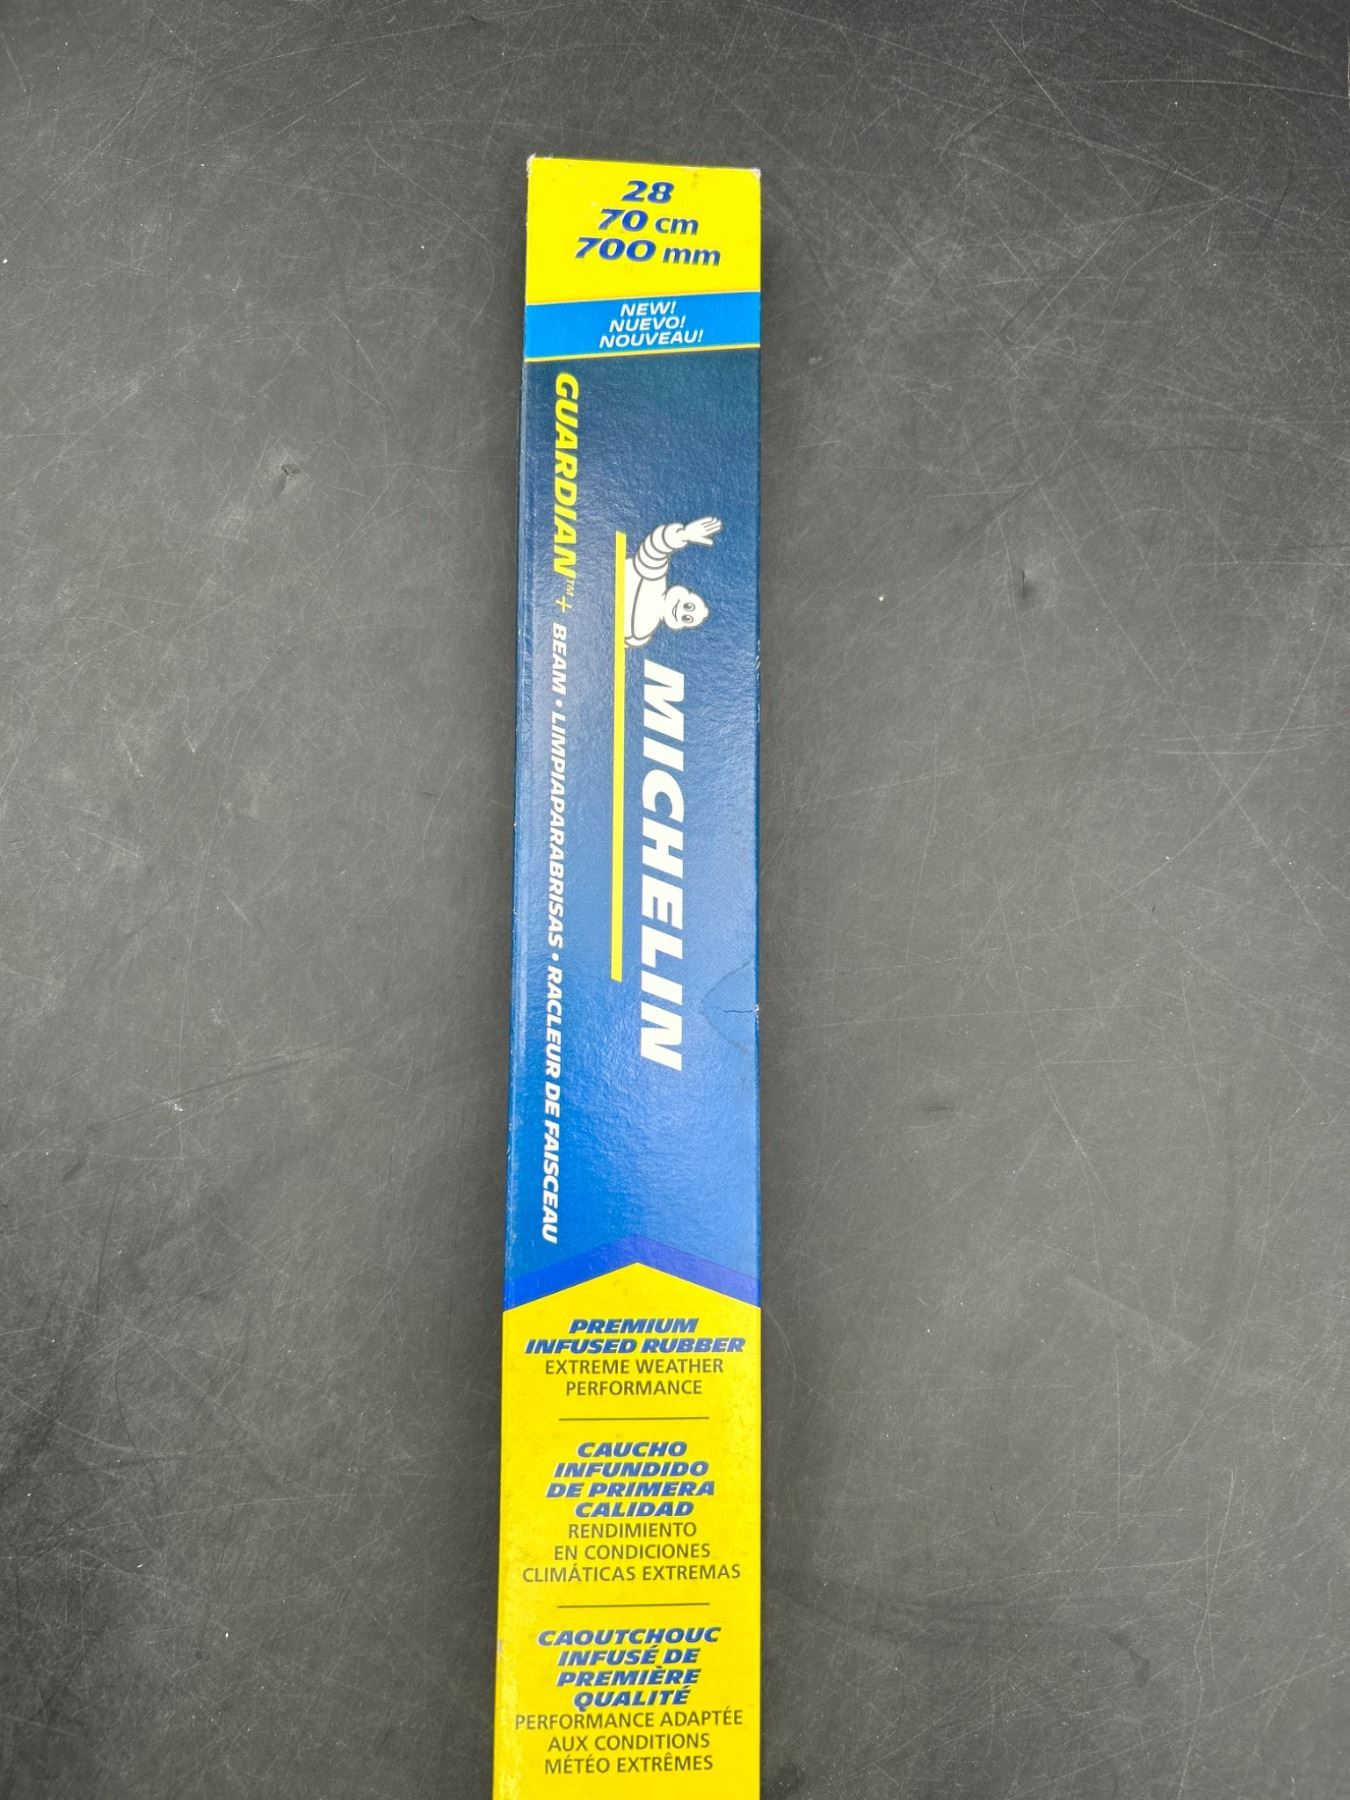 28
70 cm
700 mm
NEW!
NUEVO!
NOUVEAU!
MICHELIN
GUARDIAN™+ BEAM • LIMPIAPARABRISAS • RACLEUR DE FAISCEAU
PREMIUM
INFUSED RUBBER
EXTREME WEATHER
PERFORMANCE
CAUCHO
INFUNDIDO
DE PRIMERA
CALIDAD
RENDIMIENTO
EN CONDICIONES
CLIMÁTICAS EXTREMAS
CAOUTCHOUC
INFUSÉ DE
PREMIÈRE
QUALITÉ
PERFORMANCE ADAPTÉE
AUX CONDITIONS
MÉTÉO EXTRÊMES